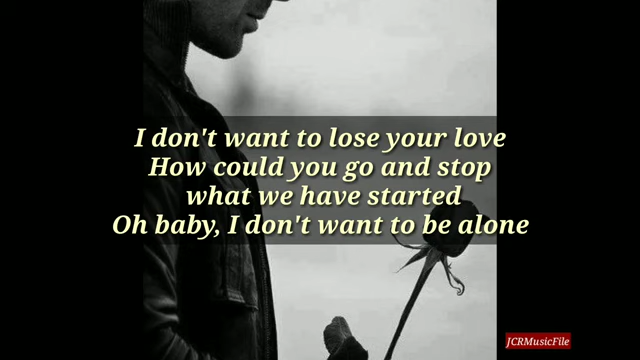 I don't want to lose your love
How could you go and stop
what we have started
Oh baby, I don't want to be alone
JCRMusicFile